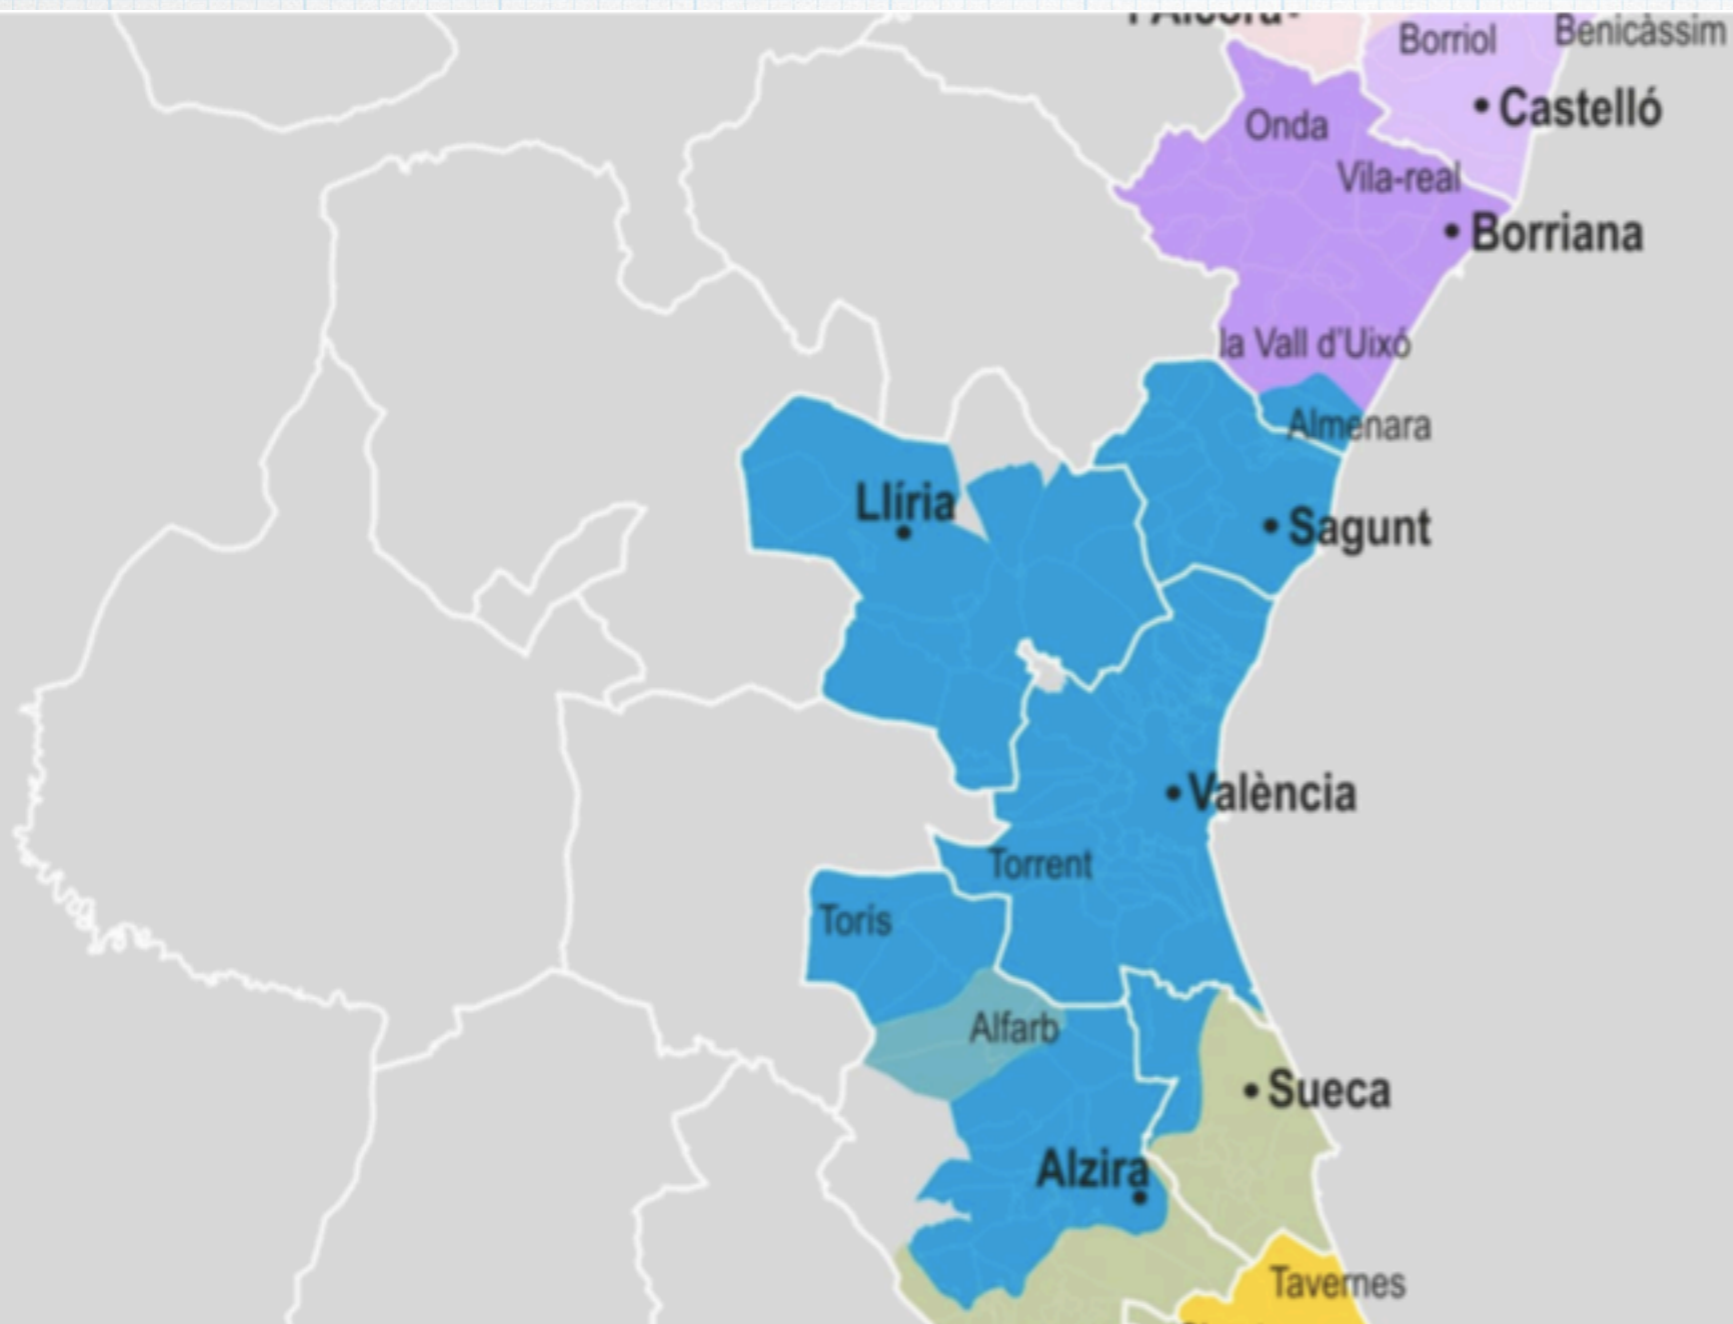 l'Alcora
Borriol
Benicàssim
Castelló
Onda
Vila-real
Borriana
la Vall d'Uixó
Almenara
Llíria
Sagunt
València
Torrent
Toris
Alfarb
Sueca
Alzira
Tavernes